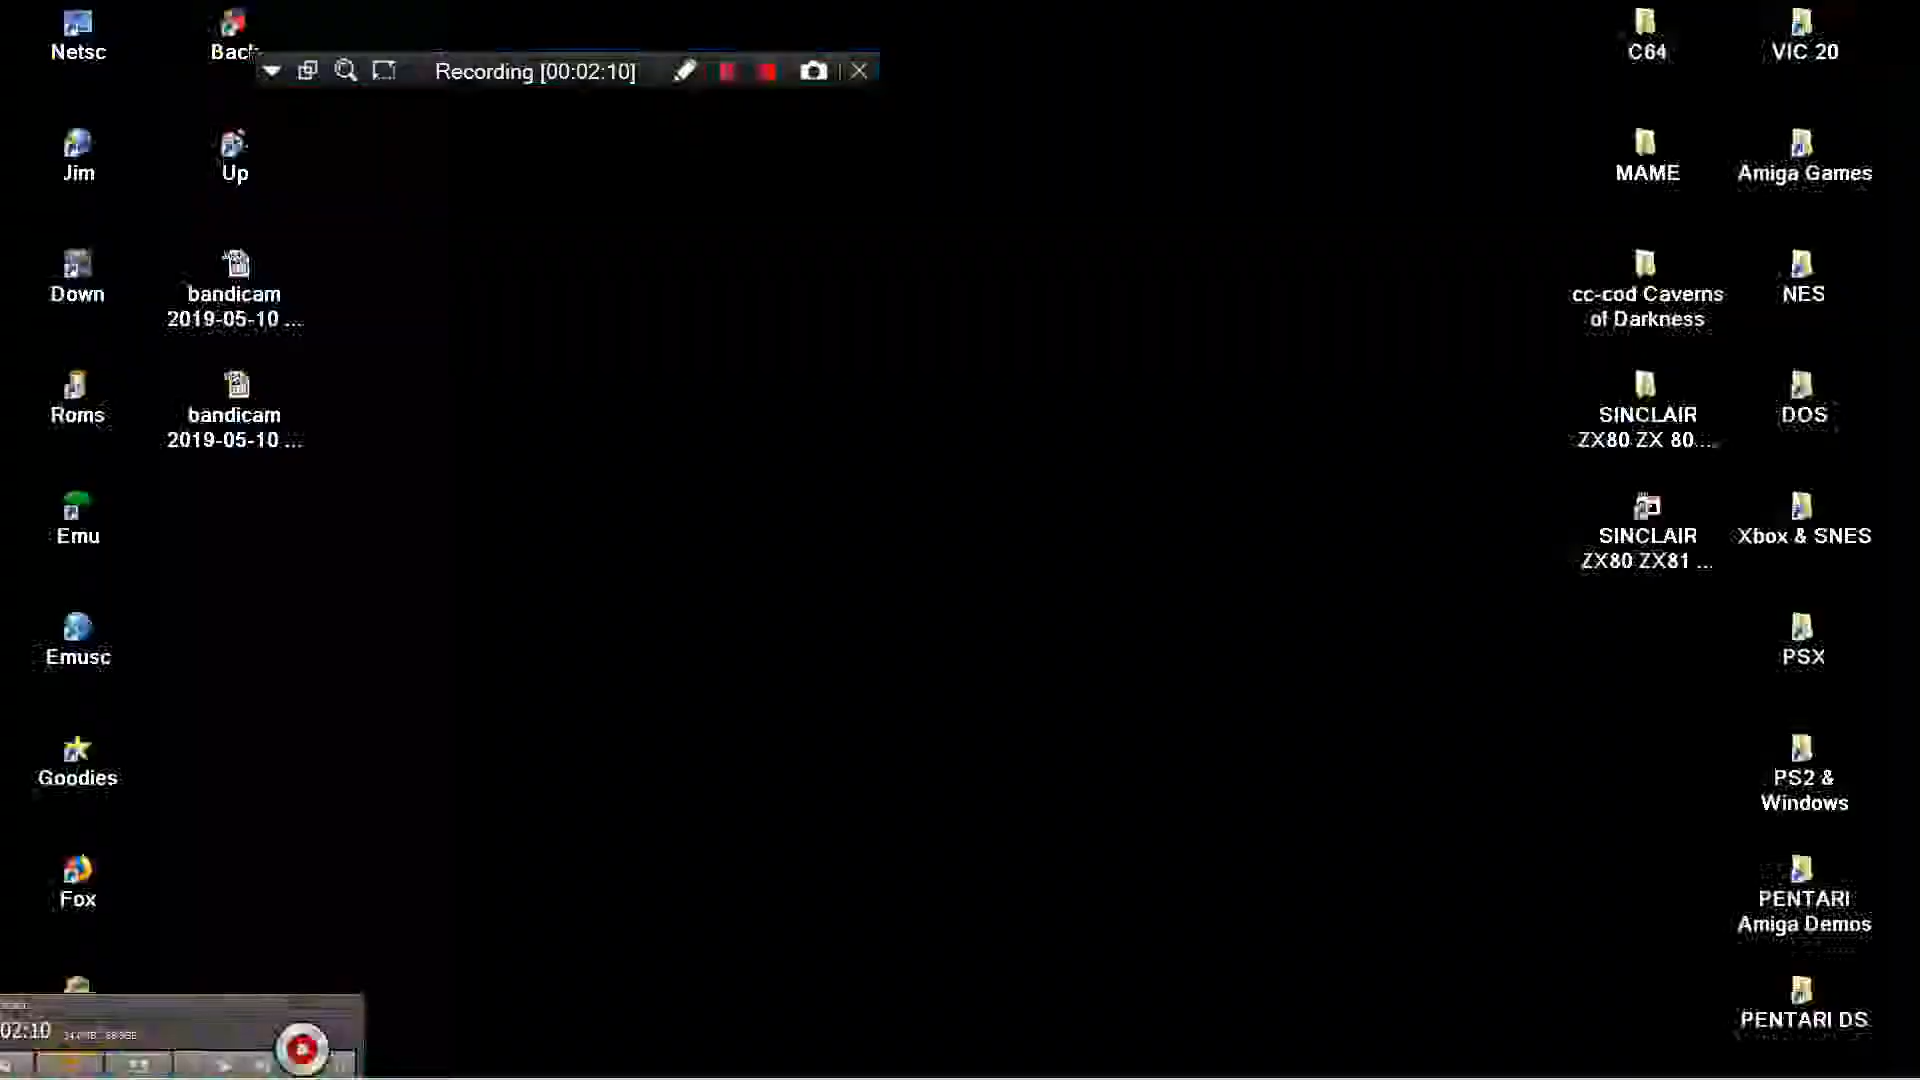 Netsc
Back
Recording [00:02:10]
C64
VIC 20
Jim
Up
MAME
Amiga Games
Down
bandicam
2019-05-10 ...
cc-cod Caverns
of Darkness
NES
Roms
bandicam
2019-05-10 ...
SINCLAIR
ZX80 ZX 80...
DOS
Emu
SINCLAIR
ZX80 ZX81 ...
Xbox & SNES
Emusc
PSX
Goodies
PS2 &
Windows
Fox
PENTARI
Amiga Demos
02:10
PENTARI DS